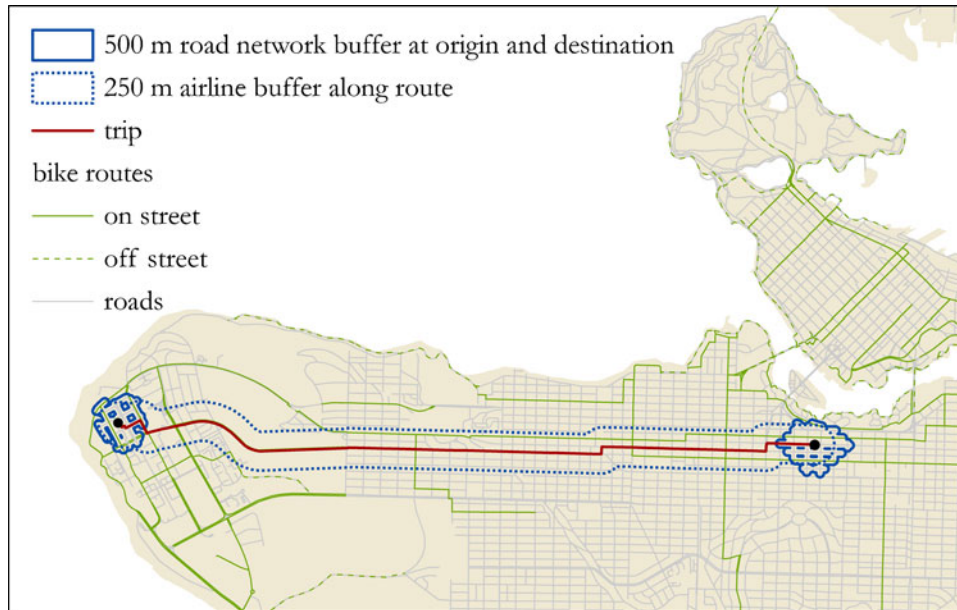 500 m road network buffer at origin and destination
250 m airline buffer along route
trip
bike routes
on street
off street
roads